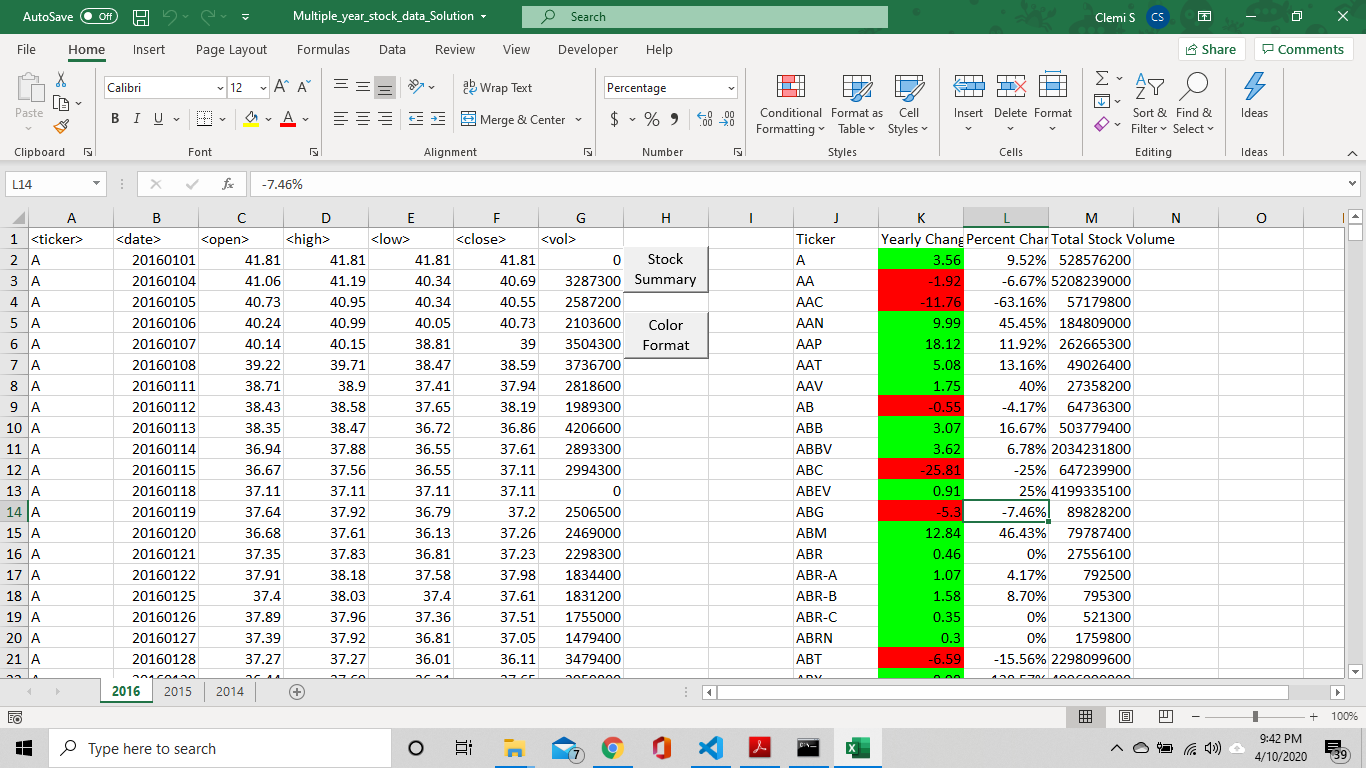 AutoSave Off Multiple_year_stock_data_Solution Search Clemi S CS
File Home Insert Page Layout Formulas Data Review View Developer Help Share Comments
Paste Calibri 12 A A ab Wrap Text Percentage Conditional Formatting Format as Table Cell Styles Insert Delete Format Sort & Filter Find & Select Ideas
B I U A Merge & Center $ % 9
Clipboard Font Alignment Number Styles Cells Editing Ideas
L14 fx -7.46%
A B C D E F G H I J K L M N O
1 <ticker> <date> <open> <high> <low> <close> <vol> Ticker Yearly Chang Percent Char Total Stock Volume
2 A 20160101 41.81 41.81 41.81 41.81 0 Stock A 3.56 9.52% 528576200
3 A 20160104 41.06 41.19 40.34 40.69 3287300 Summary AA -1.92 -6.67% 5208239000
4 A 20160105 40.73 40.95 40.34 40.55 2587200 AAC -11.76 -63.16% 57179800
5 A 20160106 40.24 40.99 40.05 40.73 2103600 Color AAN 9.99 45.45% 184809000
6 A 20160107 40.14 40.15 38.81 39 3504300 Format AAP 18.12 11.92% 262665300
7 A 20160108 39.22 39.71 38.47 38.59 3736700 AAT 5.08 13.16% 49026400
8 A 20160111 38.71 38.9 37.41 37.94 2818600 AAV 1.75 40% 27358200
9 A 20160112 38.43 38.58 37.65 38.19 1989300 AB -0.55 -4.17% 64736300
10 A 20160113 38.35 38.47 36.72 36.86 4206600 ABB 3.07 16.67% 503779400
11 A 20160114 36.94 37.88 36.55 37.61 2893300 ABBV 3.62 6.78% 2034231800
12 A 20160115 36.67 37.56 36.55 37.11 2994300 ABC -25.81 -25% 647239900
13 A 20160118 37.11 37.11 37.11 37.11 0 ABEV 0.91 25% 4199335100
14 A 20160119 37.64 37.92 36.79 37.2 2506500 ABG -5.3 -7.46% 89828200
15 A 20160120 36.68 37.61 36.13 37.26 2469000 ABM 12.84 46.43% 79787400
16 A 20160121 37.35 37.83 36.81 37.23 2298300 ABR 0.46 0% 27556100
17 A 20160122 37.91 38.18 37.58 37.98 1834400 ABR-A 1.07 4.17% 792500
18 A 20160125 37.4 38.03 37.4 37.61 1831200 ABR-B 1.58 8.70% 795300
19 A 20160126 37.89 37.96 37.36 37.51 1755000 ABR-C 0.35 0% 521300
20 A 20160127 37.39 37.92 36.81 37.05 1479400 ABRN 0.3 0% 1759800
21 A 20160128 37.27 37.27 36.01 36.11 3479400 ABT -6.59 -15.56% 2298099600
2016 2015 2014
100%
Type here to search 7 9:42 PM
4/10/2020 39